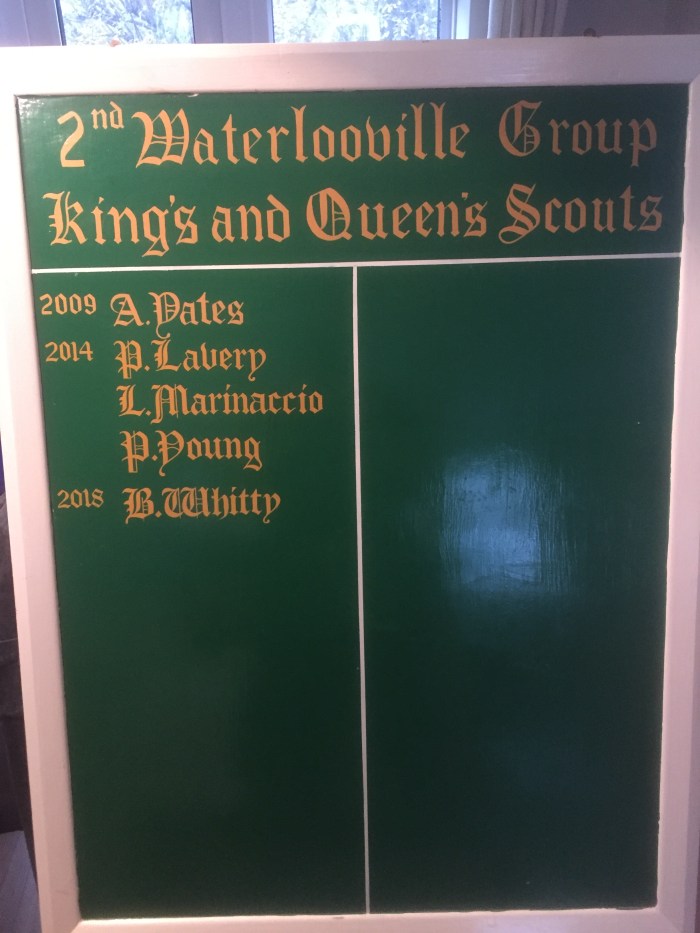 2nd Waterlooville Group
King's and Queen's Scouts
2009 A.Yates
2014 P.Lavery
L.Marinaccio
P.Young
2018 B.Whitty